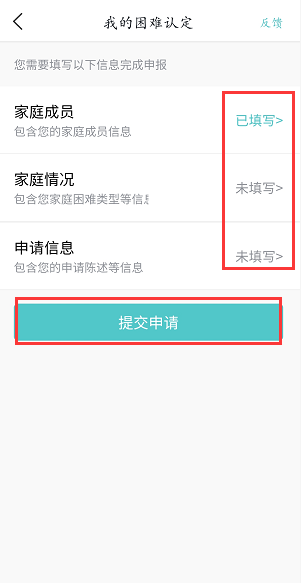 我的困难认定
反馈
您需要填写以下信息完成申报
家庭成员
包含您的家庭成员信息
已填写>
家庭情况
包含您家庭困难类型等信息
未填写>
申请信息
包含您的申请陈述等信息
未填写>
提交申请